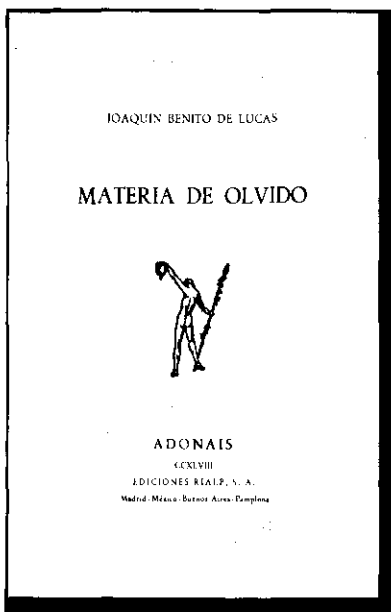 JOAQUIN BENITO DE LUCAS
MATERIA DE OLVIDO
ADONAIS
CCXLVIII
EDICIONES RIALP, S. A.
Madrid - México - Buenos Aires - Pamplona